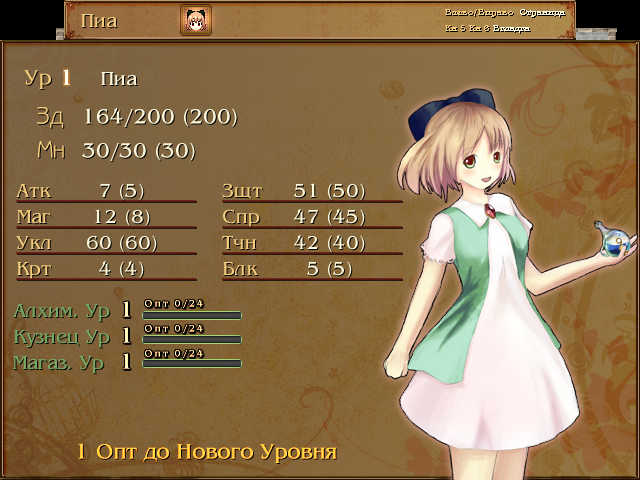 Пиа
Влево/Вправо Страница
Кн 5 Кн 8 Вкладка
Ур 1 Пиа
Зд 164/200 (200)
Мн 30/30 (30)
Атк 7 (5) Зщт 51 (50)
Маг 12 (8) Спр 47 (45)
Укл 60 (60) Тчн 42 (40)
Крт 4 (4) Блк 5 (5)
Алхим. Ур 1 Опт 0/24
Кузнец Ур 1 Опт 0/24
Магаз. Ур 1 Опт 0/24
1 Опт до Нового Уровня